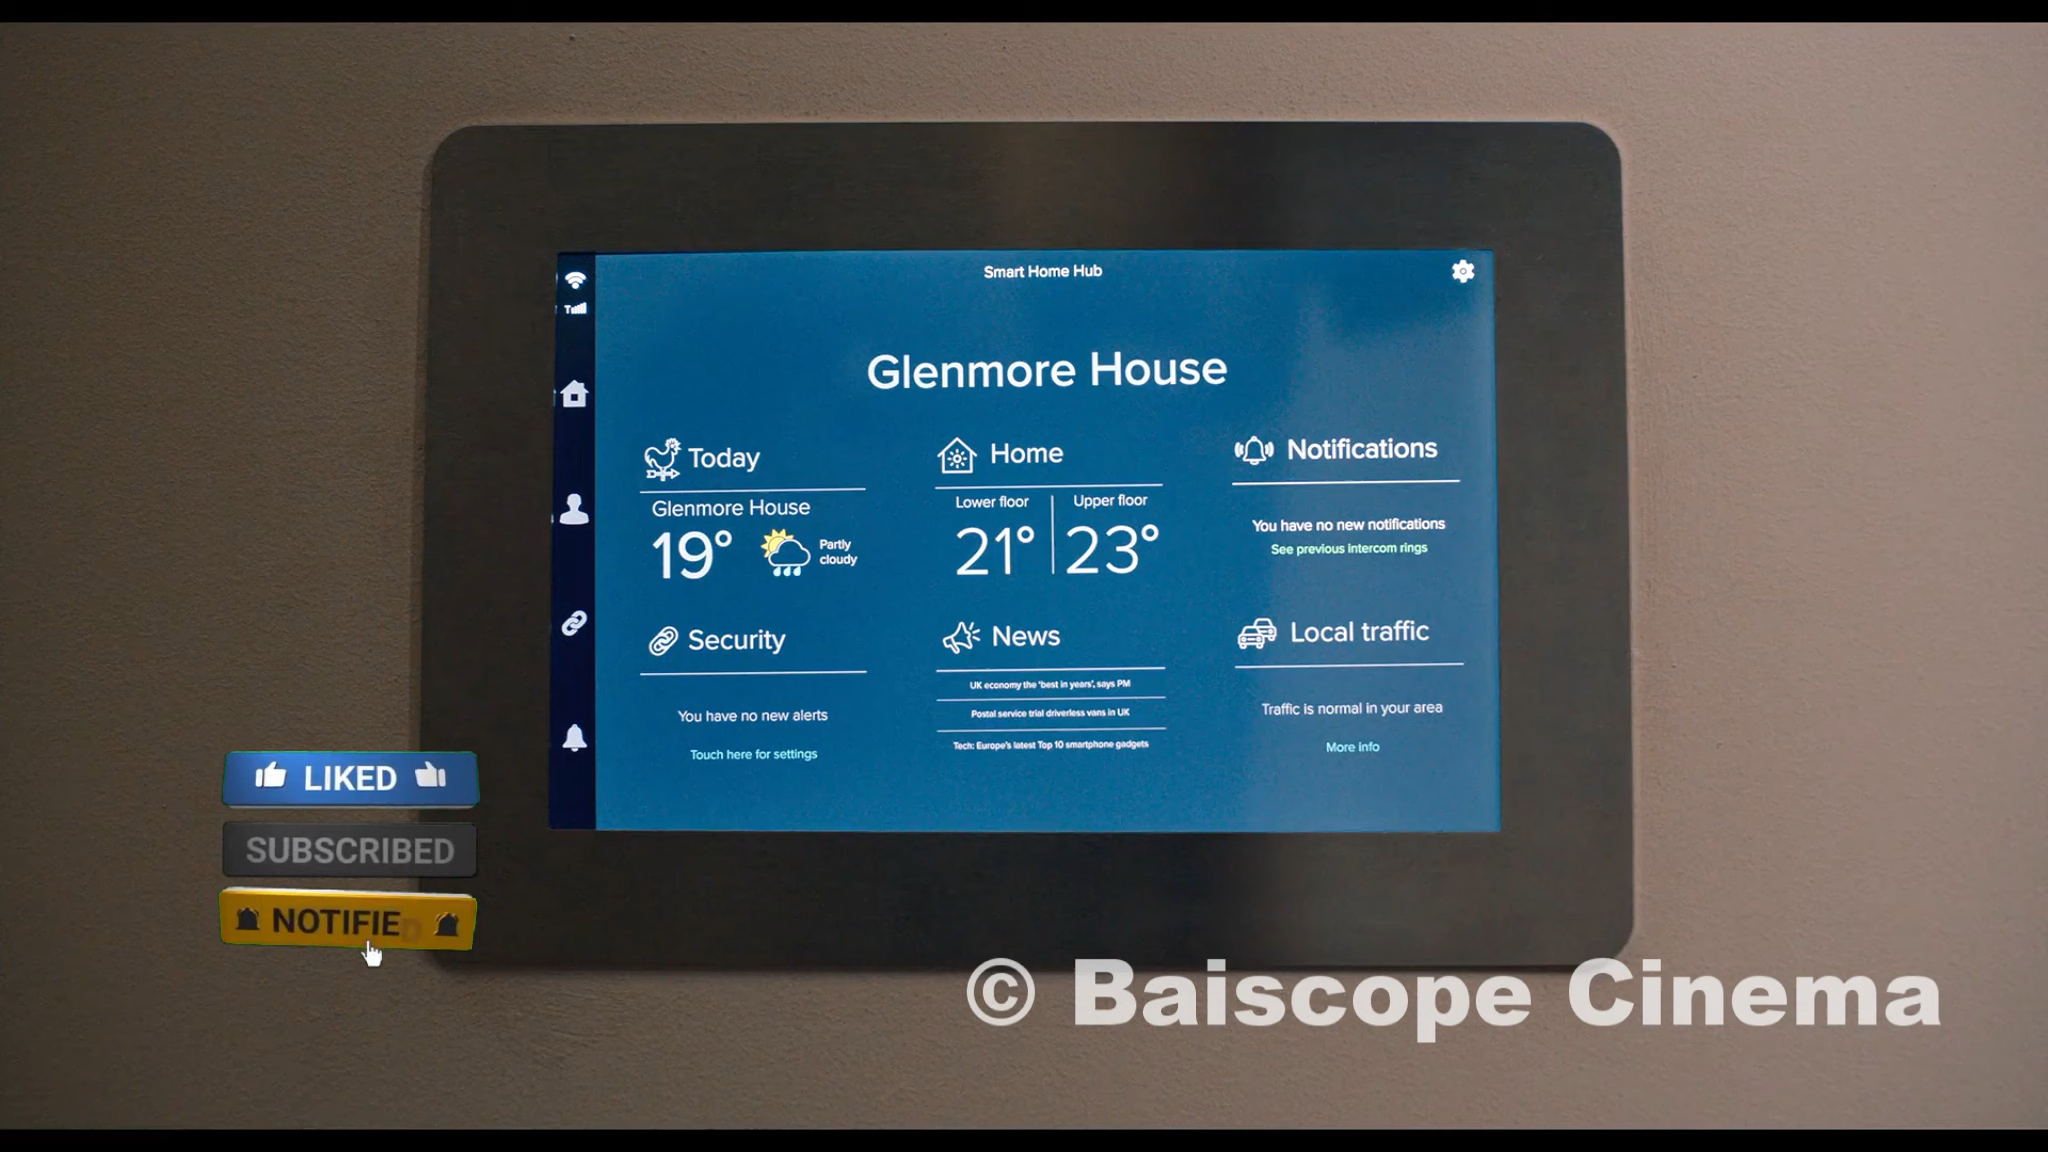 Smart Home Hub
Glenmore House
Today
Glenmore House
19°
Partly
cloudy
Home
Lower floor
21°
Upper floor
23°
Notifications
You have no new notifications
See previous intercom rings
Security
You have no new alerts
Touch here for settings
News
UK economy the 'best in years', says PM
Postal service trial driverless vans in UK
Tech: Europe's latest Top 10 smartphone gadgets
Local traffic
Traffic is normal in your area
More info
LIKED
SUBSCRIBED
NOTIFIED
© Baiscope Cinema